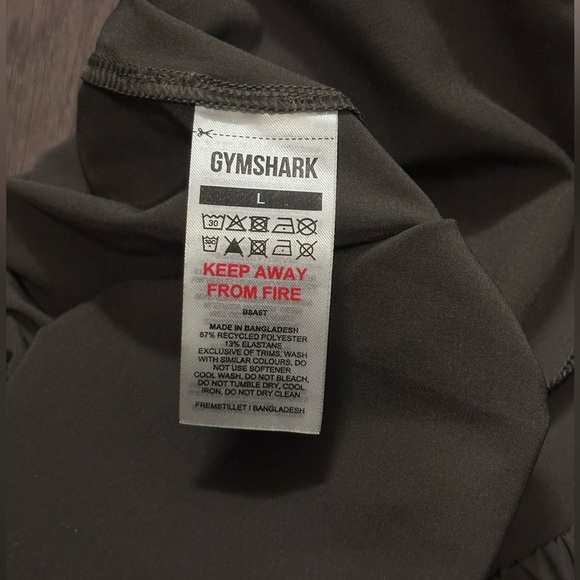 GYMSHARK
L
30
30C
KEEP AWAY
FROM FIRE
B8A6T
MADE IN BANGLADESH
87% RECYCLED POLYESTER
13% ELASTANE
EXCLUSIVE OF TRIMS, WASH
WITH SIMILAR COLOURS, DO
NOT USE SOFTENER
COOL WASH, DO NOT BLEACH,
DO NOT TUMBLE DRY, COOL
IRON, DO NOT DRY CLEAN
FREMSTILLET I BANGLADESH